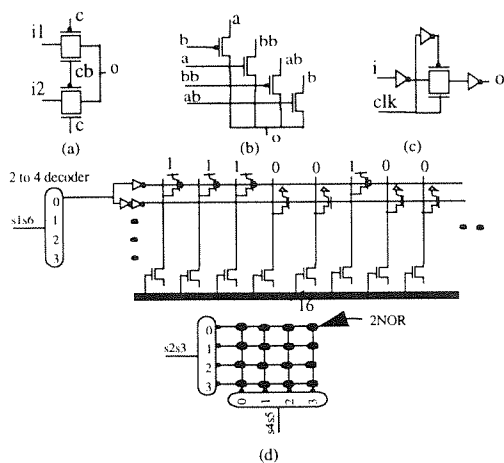 c
i1
cb
o
i2
c
(a)
a
b
bb
a
ab
bb
b
ab
o
(b)
i
o
clk
(c)
2 to 4 decoder
1 1 1 0 0 1 0 0
s1s6
0
1
2
3
16
2NOR
s2s3
0
1
2
3
0 1 2 3
s4s5
(d)